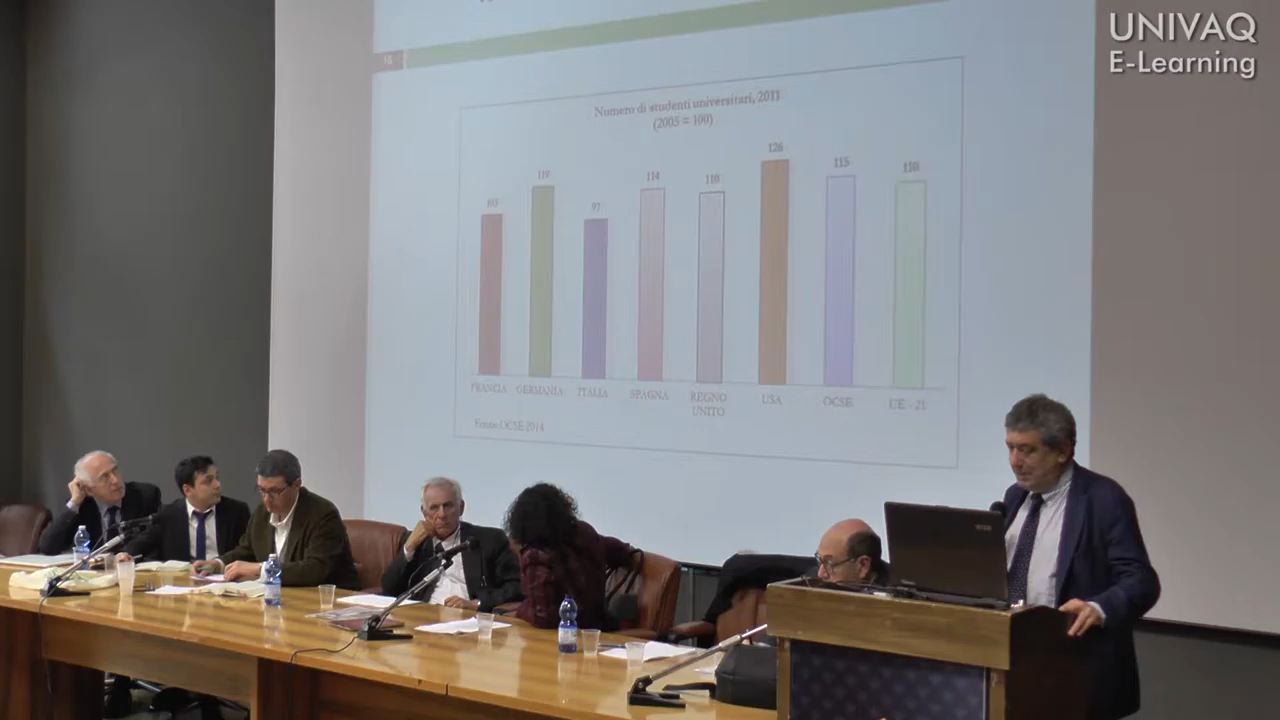 UNIVAQ
E-Learning
Numero di studenti universitari, 2011
(2005 = 100)
119
97
114
126
115
110
FRANCIA GERMANIA ITALIA SPAGNA REGNO UNITO USA OCSE UE - 21
Fonte: OCSE 2014